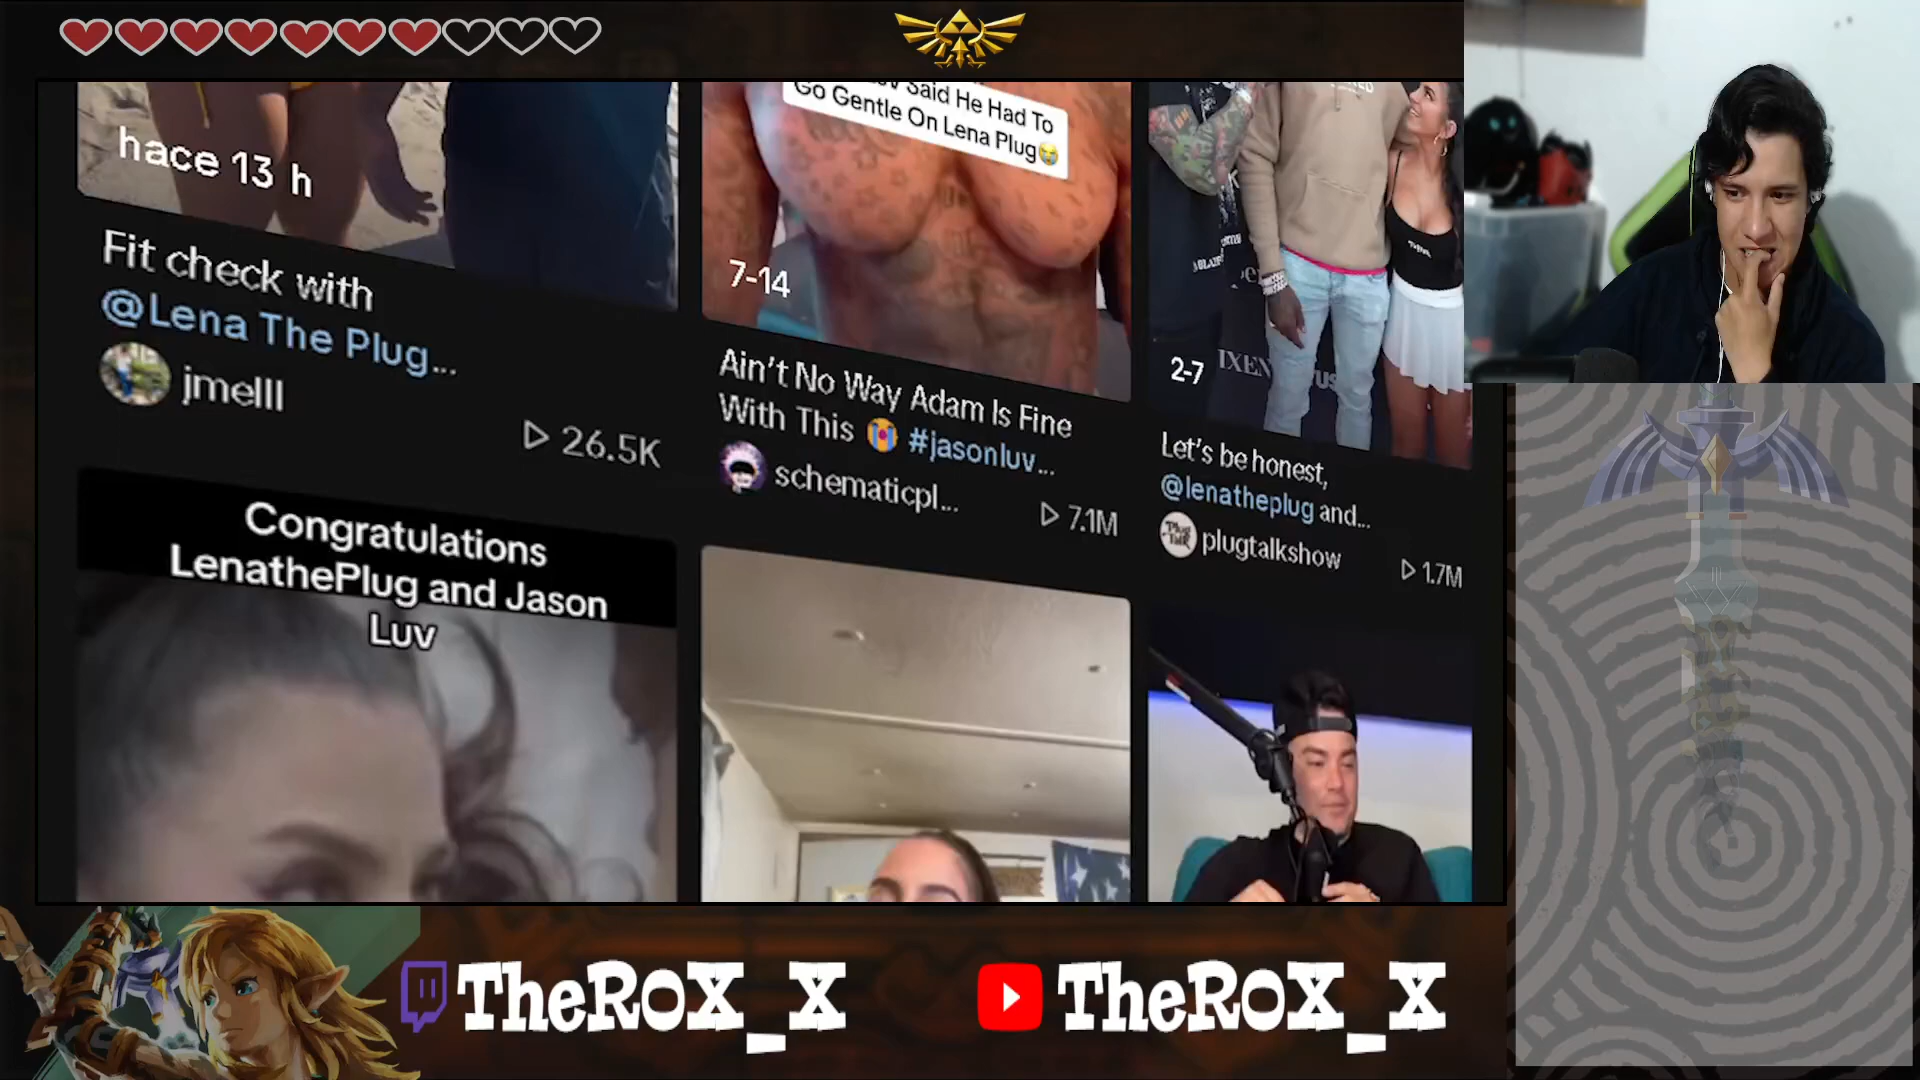 Said He Had To
Go Gentle On Lena Plug😭
hace 13 h
Fit check with
@Lena The Plug...
jmelll
26.5K
7-14
Ain't No Way Adam Is Fine
With This 😭 #jasonluv...
schematicpl...
7.1M
2-7
Let's be honest,
@lenatheplug and...
plugtalkshow
1.7M
Congratulations
LenathePlug and Jason
Luv
TheROX_X
TheROX_X